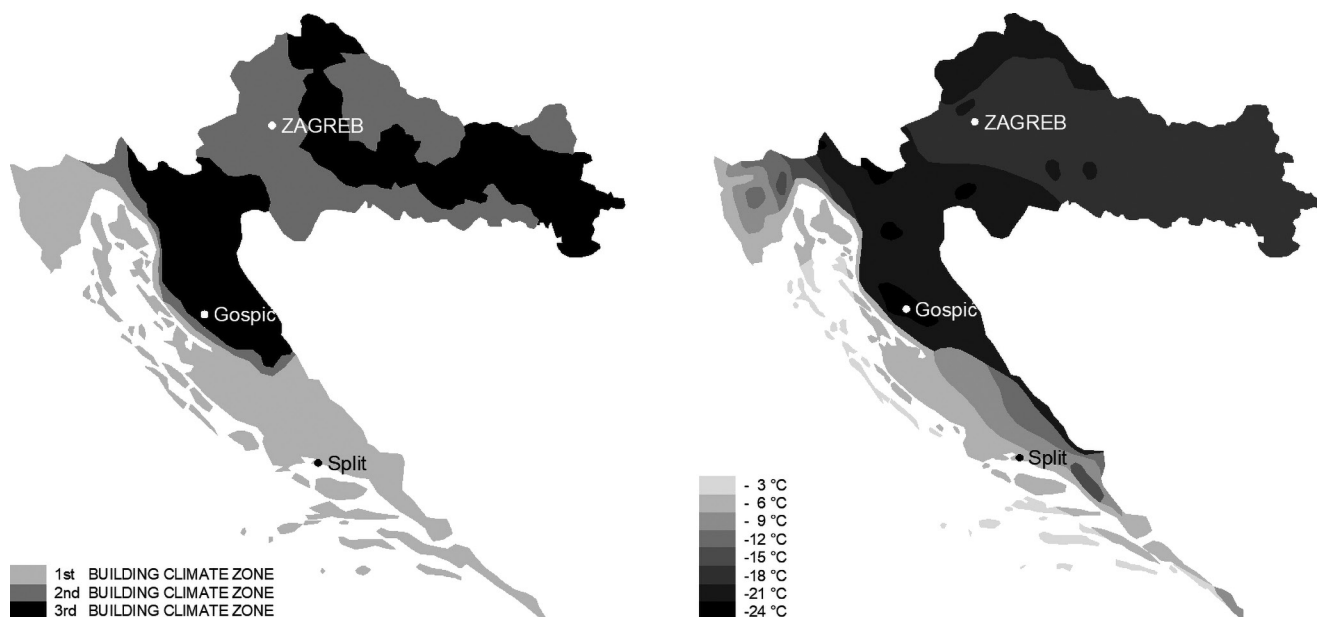 ZAGREB
Gospic
Split
1st BUILDING CLIMATE ZONE
2nd BUILDING CLIMATE ZONE
3rd BUILDING CLIMATE ZONE
ZAGREB
Gospic
Split
- 3 °C
- 6 °C
- 9 °C
-12 °C
-15 °C
-18 °C
-21 °C
-24 °C